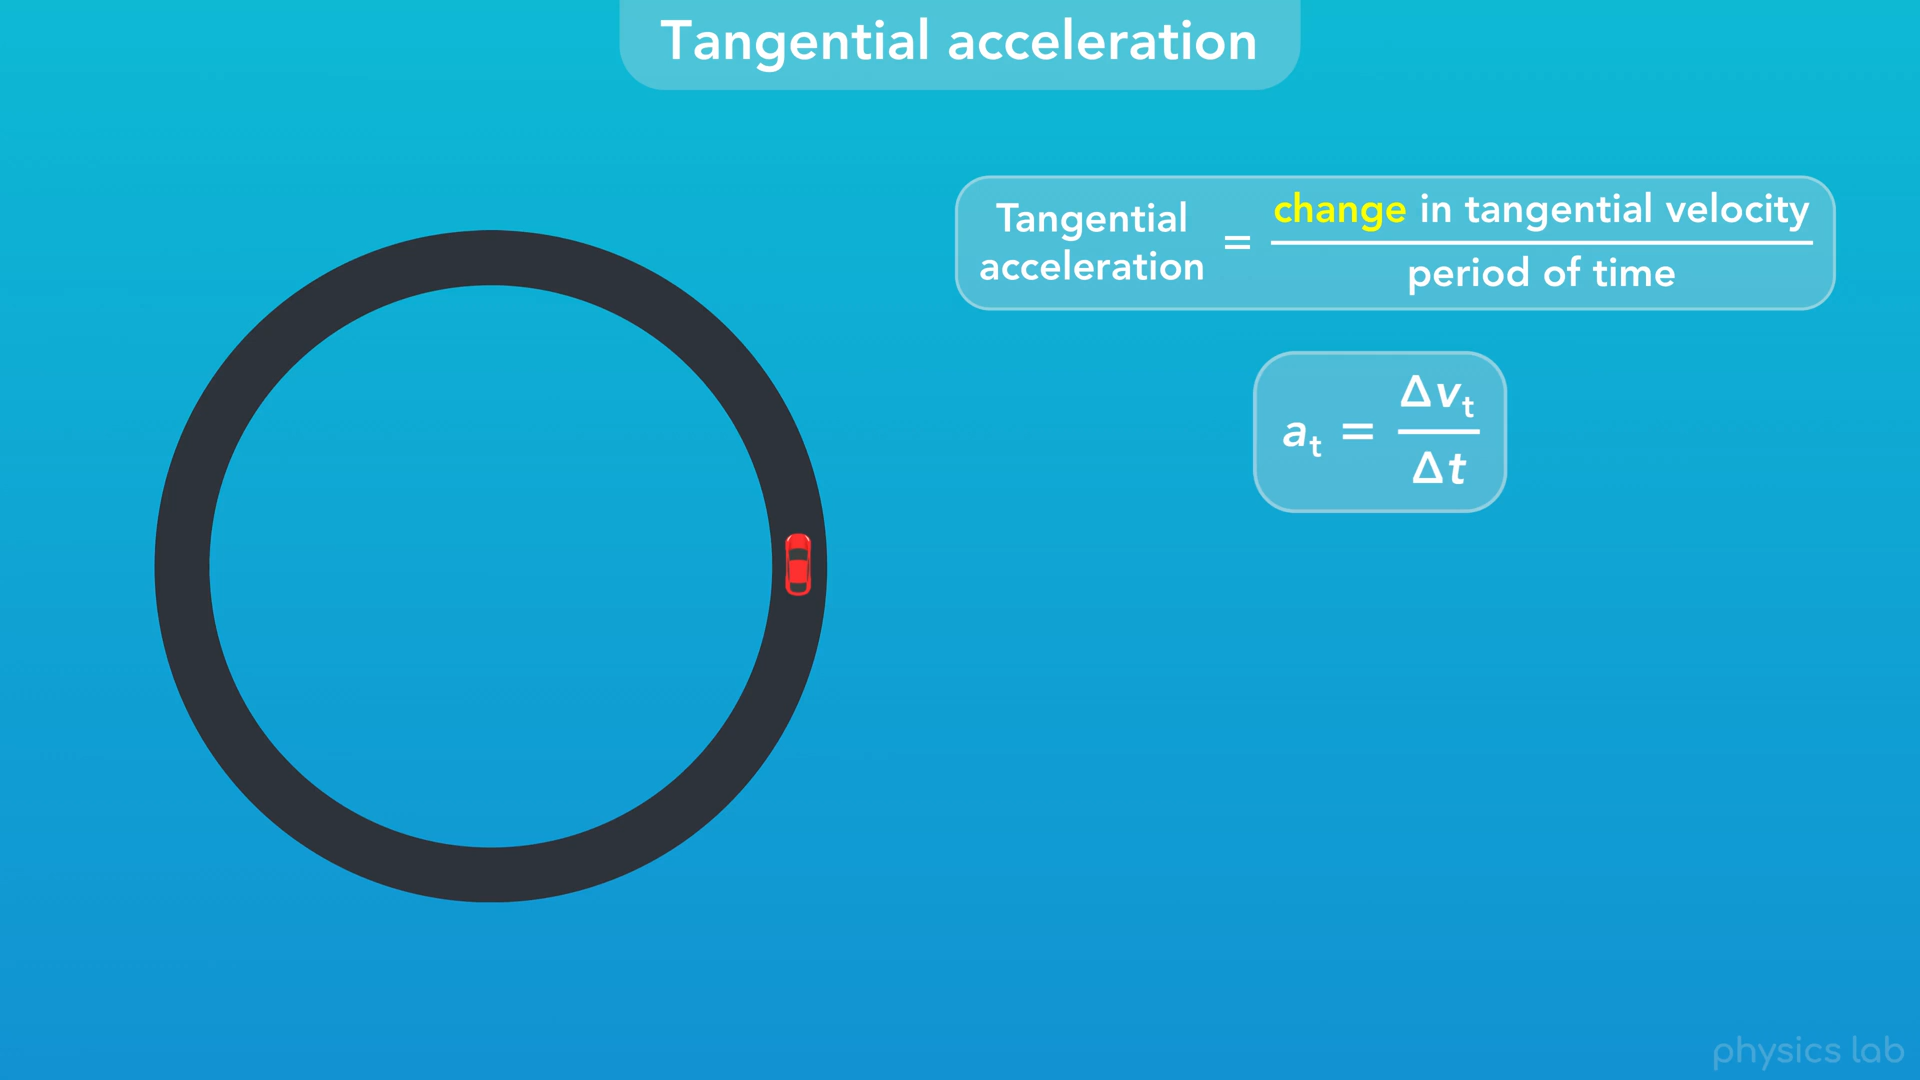 Tangential acceleration
Tangential
acceleration
=
change in tangential velocity
period of time
aₜ = Δvₜ
Δt
physics lab